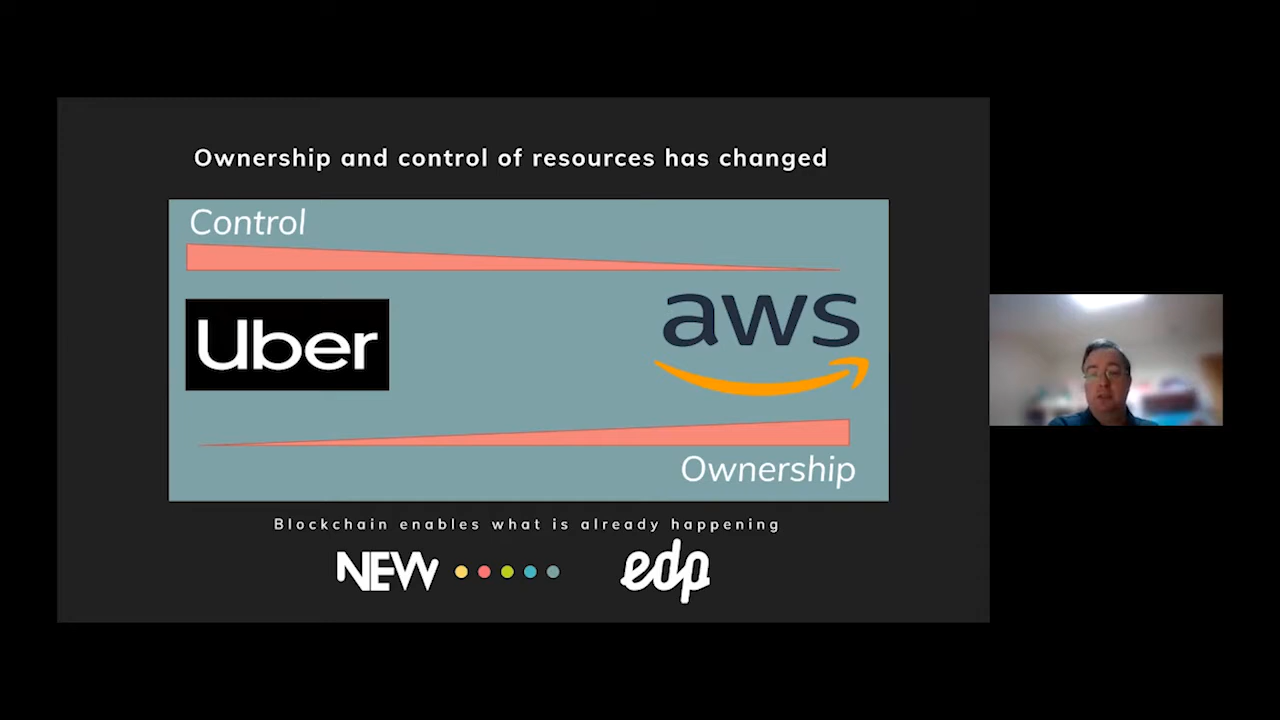 Ownership and control of resources has changed
Control
Uber
aws
Ownership
Blockchain enables what is already happening
NEW
edp